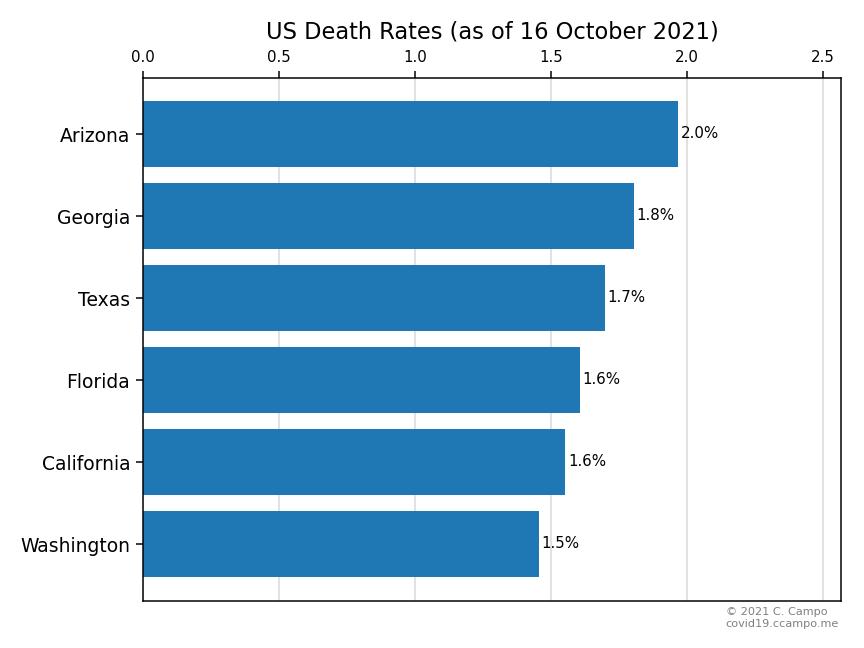 US Death Rates (as of 16 October 2021)
0.0 0.5 1.0 1.5 2.0 2.5
Arizona 2.0%
Georgia 1.8%
Texas 1.7%
Florida 1.6%
California 1.6%
Washington 1.5%
© 2021 C. Campo
covid19.ccampo.me